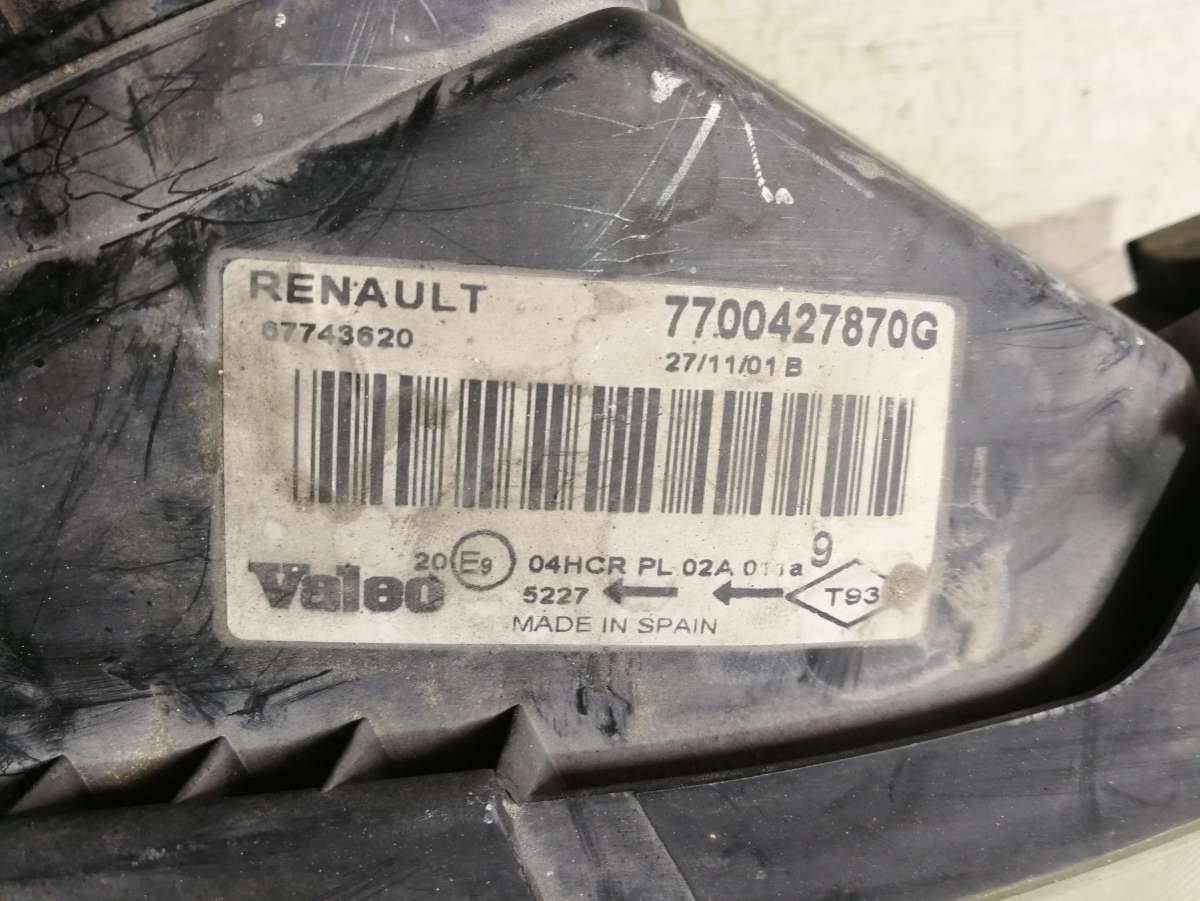 RENAULT
7700427870G
67743620
27/11/01 B
9
20 E9 04HCR PL 02A 011a
Valeo
5227
T93
MADE IN SPAIN